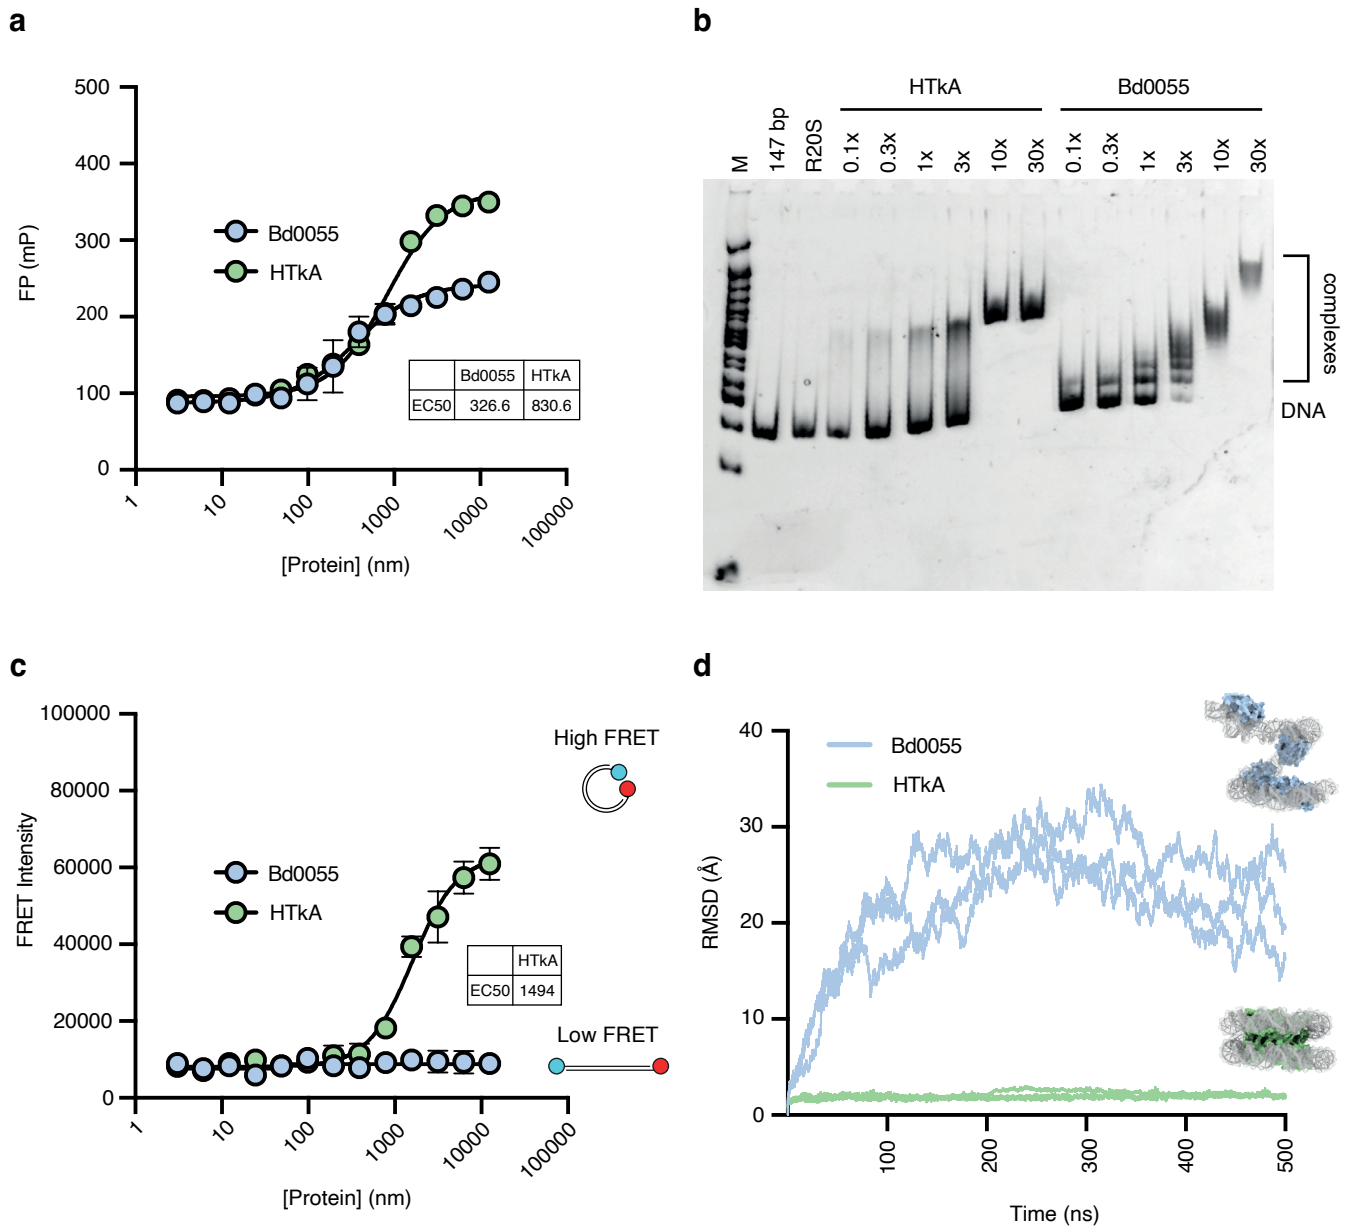 a
500
400
300
200
100
0
FP (mP)
Bd0055
HTkA
Bd0055 HTkA
EC50 326.6 830.6
1 10 100 1000 10000 100000
[Protein] (nm)
b
HTkA Bd0055
M 147 bp R20S 0.1x 0.3x 1x 3x 10x 30x 0.1x 0.3x 1x 3x 10x 30x
complexes
DNA
c
100000
80000
60000
40000
20000
0
FRET Intensity
Bd0055
HTkA
High FRET
HTkA
EC50 1494
Low FRET
1 10 100 1000 10000 100000
[Protein] (nm)
d
40
30
20
10
0
RMSD (Å)
Bd0055
HTkA
100 200 300 400 500
Time (ns)